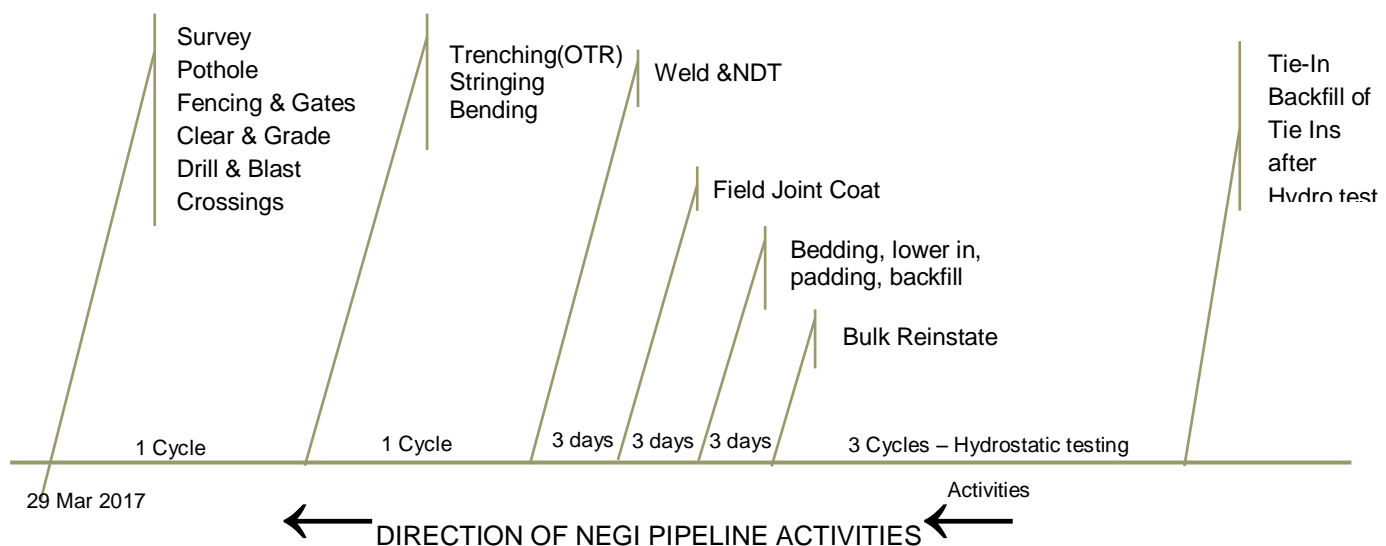 Survey
Pothole
Fencing & Gates
Clear & Grade
Drill & Blast
Crossings
Trenching(OTR)
Stringing
Bending
Weld &NDT
Field Joint Coat
Bedding, lower in,
padding, backfill
Bulk Reinstate
Tie-In
Backfill of
Tie Ins
after
Hydro test
1 Cycle
1 Cycle
3 days
3 days
3 days
3 Cycles – Hydrostatic testing
29 Mar 2017
Activities
DIRECTION OF NEGI PIPELINE ACTIVITIES